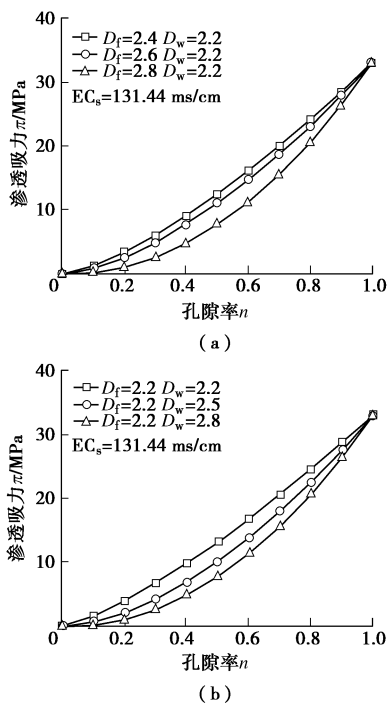 40
30
20
10
0
渗透吸力π/MPa
D_f=2.4 D_w=2.2
D_f=2.6 D_w=2.2
D_f=2.8 D_w=2.2
EC_s=131.44 ms/cm
0.2 0.4 0.6 0.8 1.0
孔隙率n
(a)
40
30
20
10
0
渗透吸力π/MPa
D_f=2.2 D_w=2.2
D_f=2.2 D_w=2.5
D_f=2.2 D_w=2.8
EC_s=131.44 ms/cm
0.2 0.4 0.6 0.8 1.0
孔隙率n
(b)